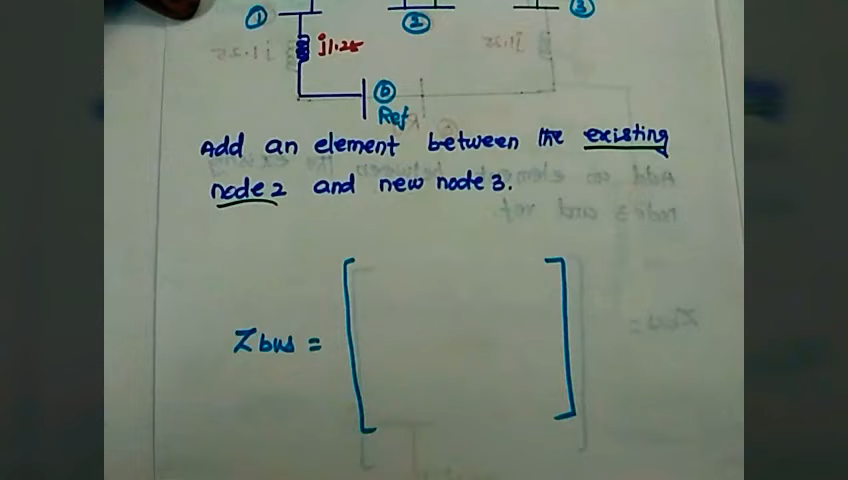 1 2 3
j1.25
0
Ref
Add an element between the existing
node 2 and new node 3.
Zbus =